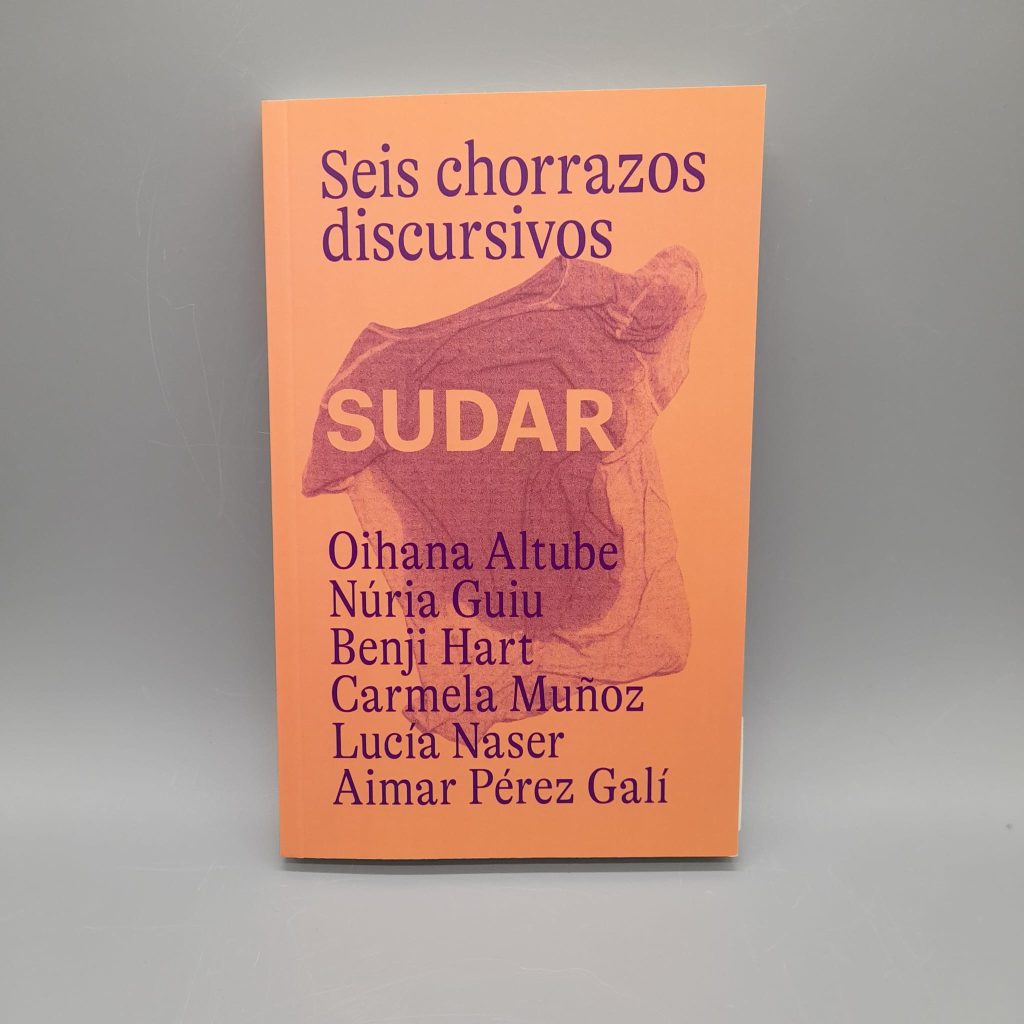 Seis chorrazos
discursivos
SUDAR
Oihana Altube
Núria Guiu
Benji Hart
Carmela Muñoz
Lucía Naser
Aimar Pérez Galí